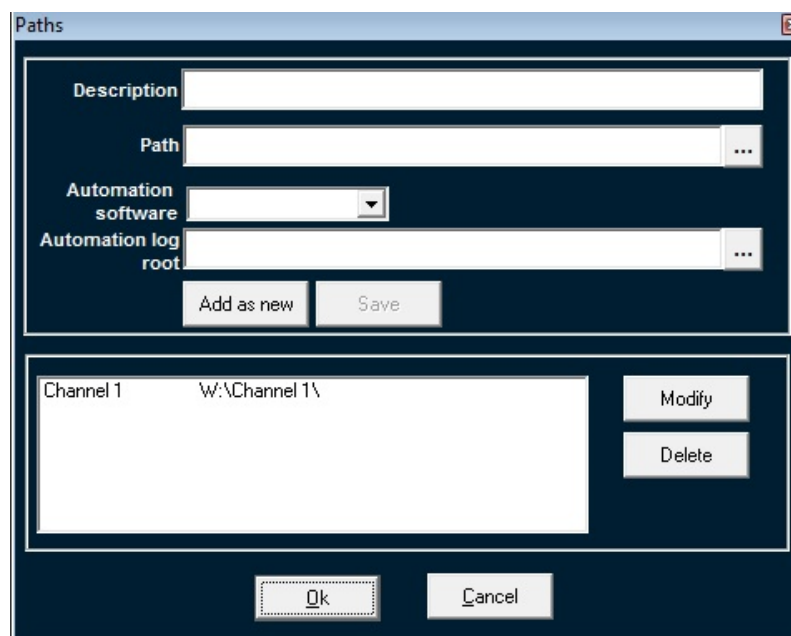 Paths
Description
Path
...
Automation
software
Automation log
root
...
Add as new
Save
Channel 1 W:\Channel 1\
Modify
Delete
Ok
Cancel